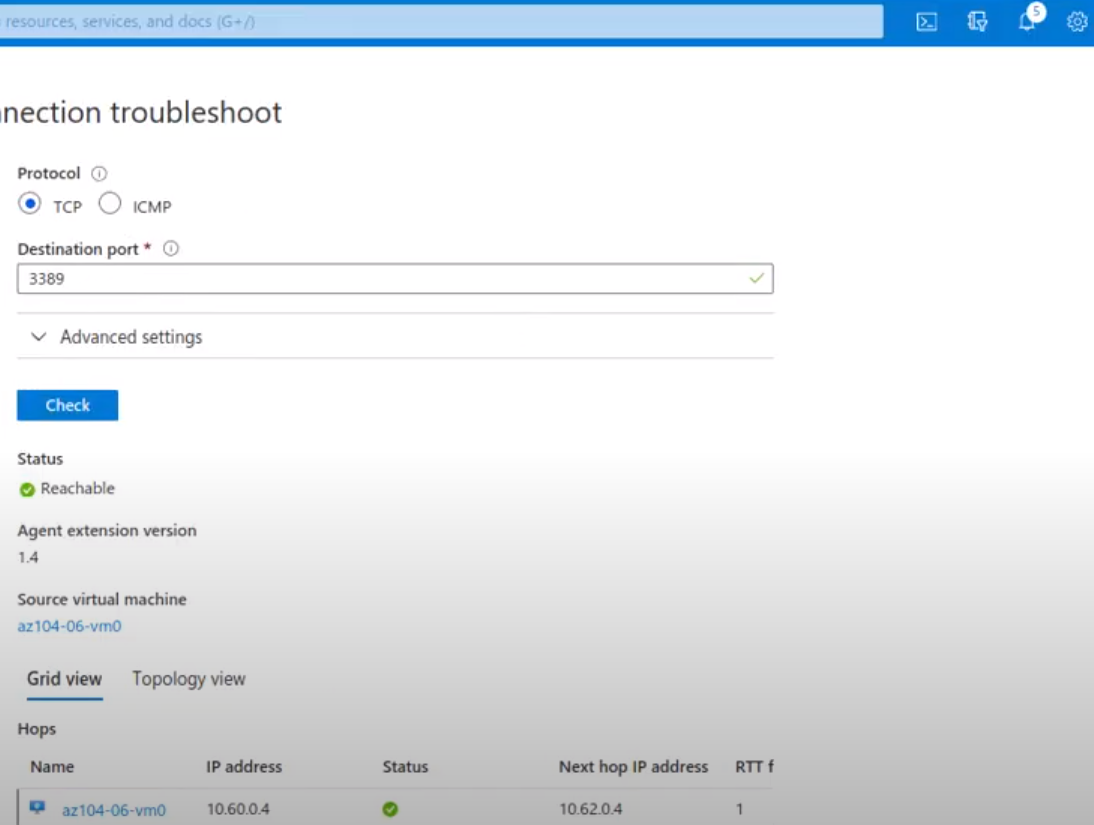 resources, services, and docs (G+/)
5
nnection troubleshoot
Protocol
TCP ICMP
Destination port *
3389
Advanced settings
Check
Status
Reachable
Agent extension version
1.4
Source virtual machine
az104-06-vm0
Grid view Topology view
Hops
Name IP address Status Next hop IP address RTT f
az104-06-vm0 10.60.0.4 10.62.0.4 1